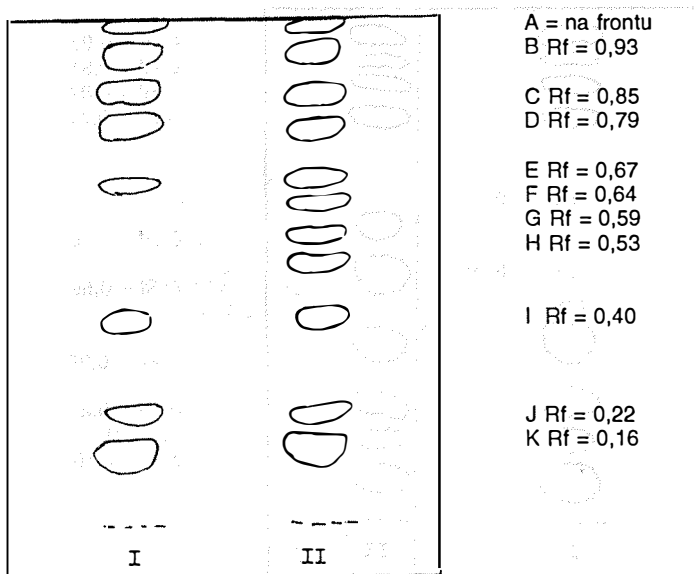 A = na frontu
B Rf = 0,93
C Rf = 0,85
D Rf = 0,79
E Rf = 0,67
F Rf = 0,64
G Rf = 0,59
H Rf = 0,53
I Rf = 0,40
J Rf = 0,22
K Rf = 0,16
I
II